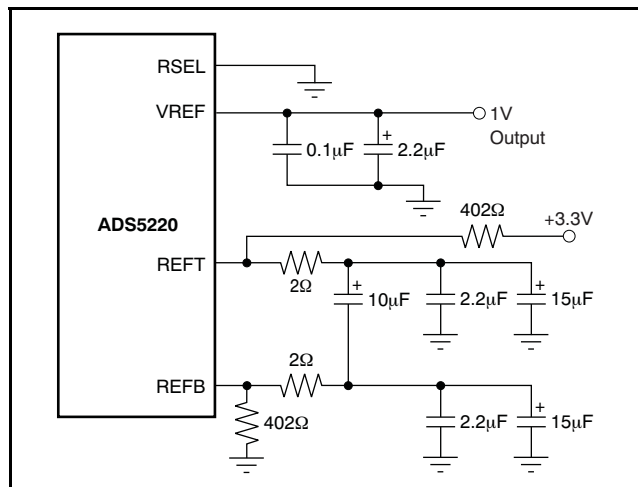 RSEL
VREF
1V
Output
0.1µF
+
2.2µF
ADS5220
402Ω
+3.3V
REFT
2Ω
+
10µF
2.2µF
+
15µF
2Ω
REFB
402Ω
2.2µF
+
15µF